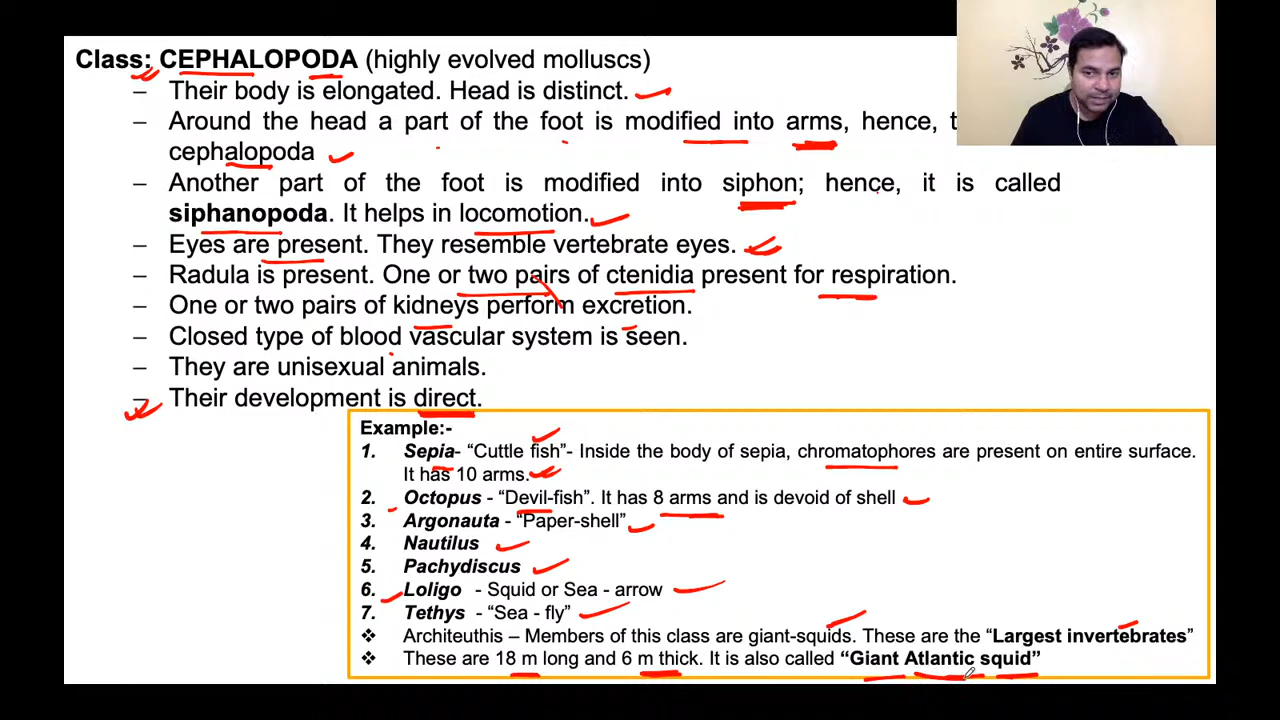 Class: CEPHALOPODA (highly evolved molluscs)
– Their body is elongated. Head is distinct.
– Around the head a part of the foot is modified into arms, hence,
cephalopoda
– Another part of the foot is modified into siphon; hence, it is called
siphanopoda. It helps in locomotion.
– Eyes are present. They resemble vertebrate eyes.
– Radula is present. One or two pairs of ctenidia present for respiration.
– One or two pairs of kidneys perform excretion.
– Closed type of blood vascular system is seen.
– They are unisexual animals.
– Their development is direct.
Example:-
1. Sepia- “Cuttle fish”- Inside the body of sepia, chromatophores are present on entire surface.
It has 10 arms.
2. Octopus - “Devil-fish”. It has 8 arms and is devoid of shell
3. Argonauta - “Paper-shell”
4. Nautilus
5. Pachydiscus
6. Loligo - Squid or Sea - arrow
7. Tethys - “Sea - fly”
❖ Architeuthis – Members of this class are giant-squids. These are the “Largest invertebrates”
❖ These are 18 m long and 6 m thick. It is also called “Giant Atlantic squid”